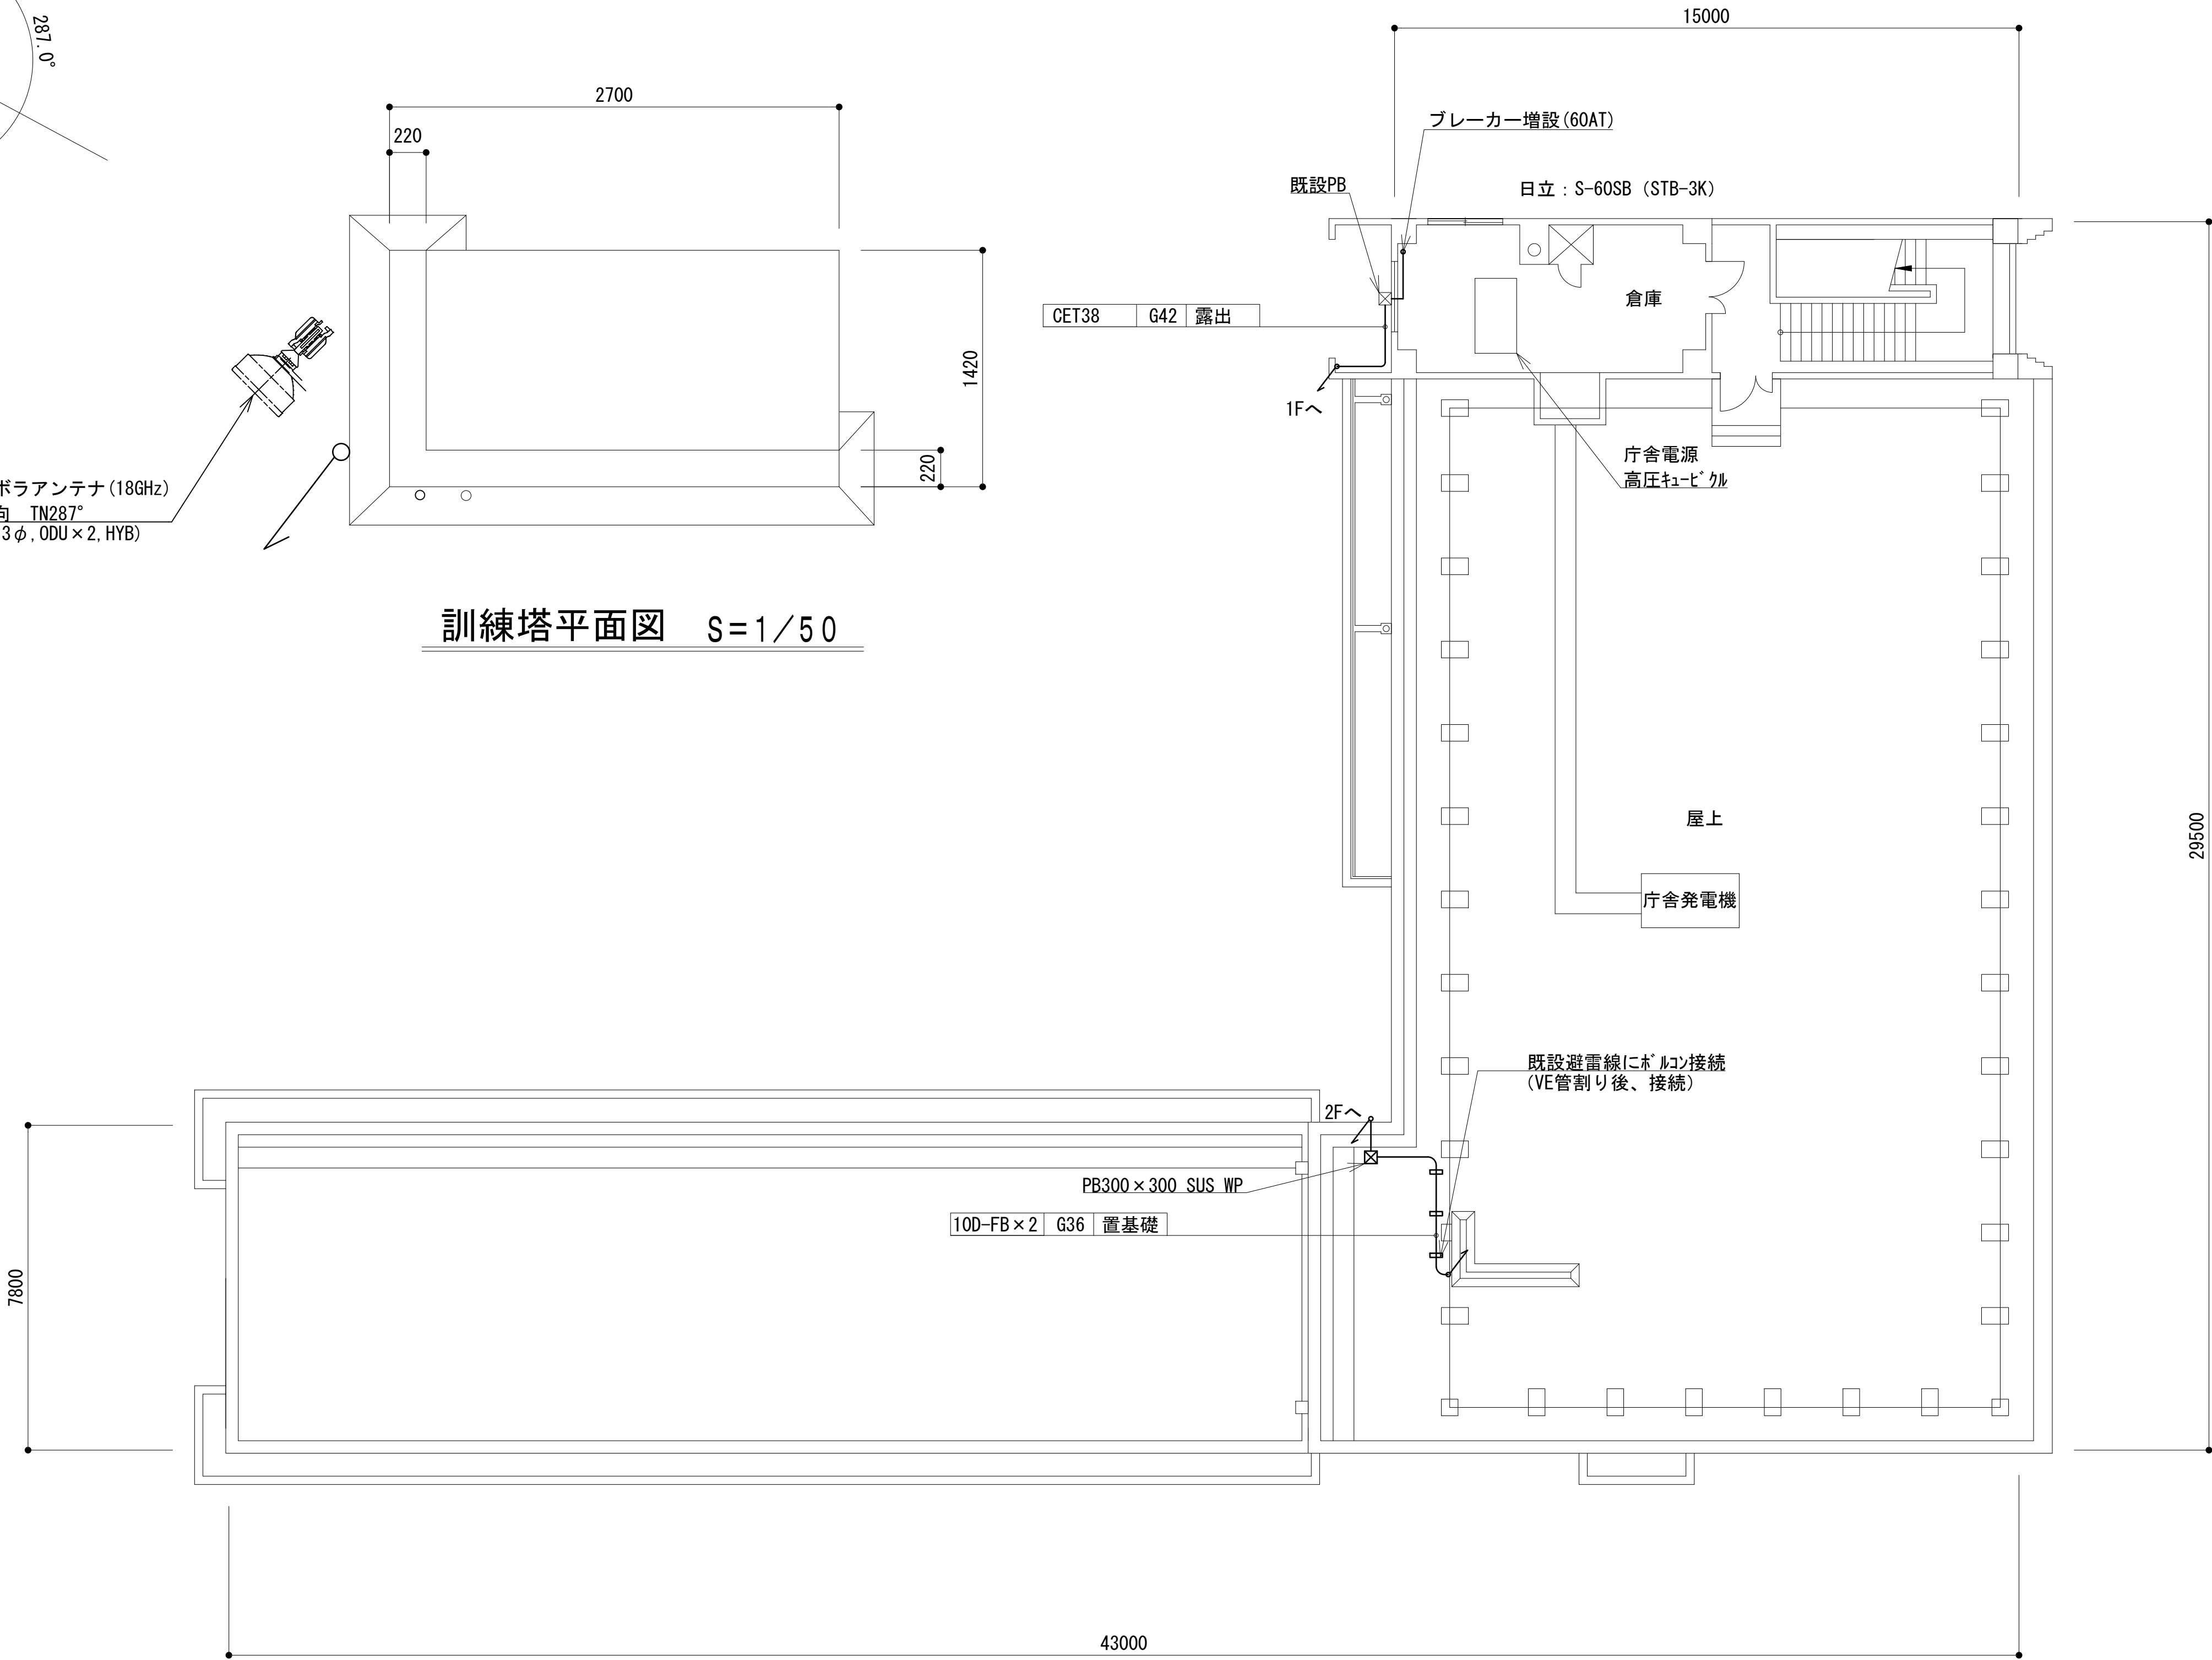 287.0°
15000
2700
220
ブレーカー増設(60AT)
既設PB
日立：S-60SB (STB-3K)
CET38 G42 露出
倉庫
1420
1Fへ
220
庁舎電源
高圧ｷｭｰﾋﾞｸﾙ
ボラアンテナ(18GHz)
向 TN287°
3φ,ODU×2,HYB)
訓練塔平面図 S=1/50
屋上
29500
庁舎発電機
既設避雷線にﾎﾞﾙｺﾝ接続
(VE管割り後、接続)
2Fへ
PB300×300 SUS WP
10D-FB×2 G36 置基礎
7800
43000